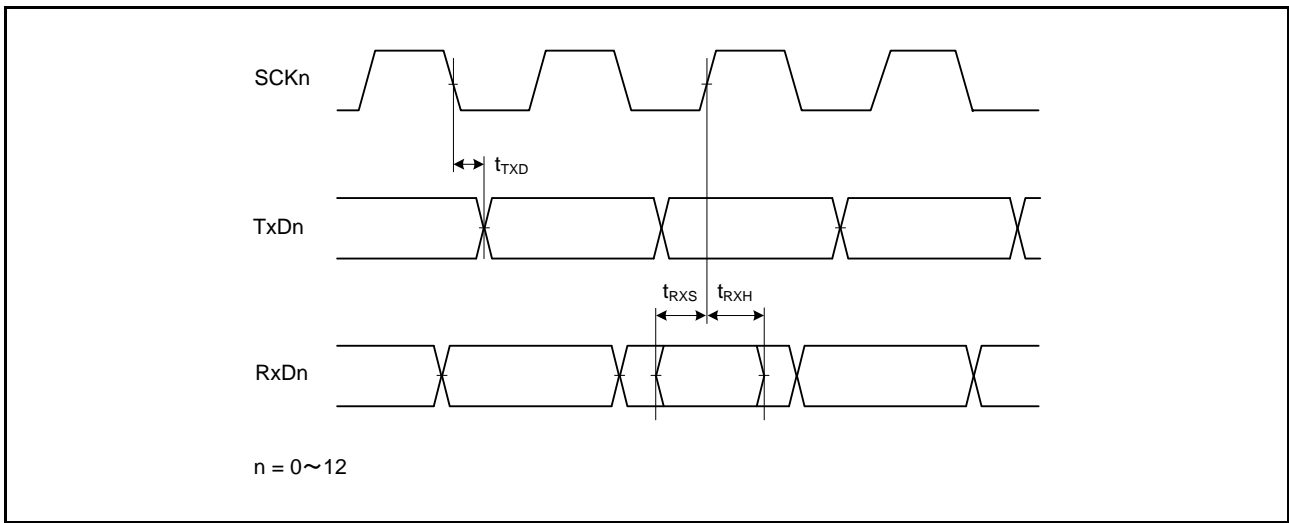 SCKn
tTXD
TxDn
tRXS tRXH
RxDn
n = 0～12